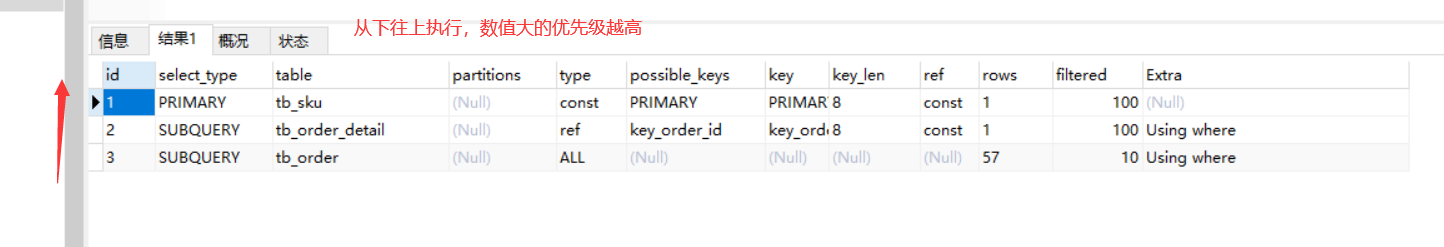 从下往上执行，数值大的优先级越高
信息 结果1 概况 状态
id select_type table partitions type possible_keys key key_len ref rows filtered Extra
1 PRIMARY tb_sku (Null) const PRIMARY PRIMAR 8 const 1 100 (Null)
2 SUBQUERY tb_order_detail (Null) ref key_order_id key_ord 8 const 1 100 Using where
3 SUBQUERY tb_order (Null) ALL (Null) (Null) (Null) (Null) 57 10 Using where